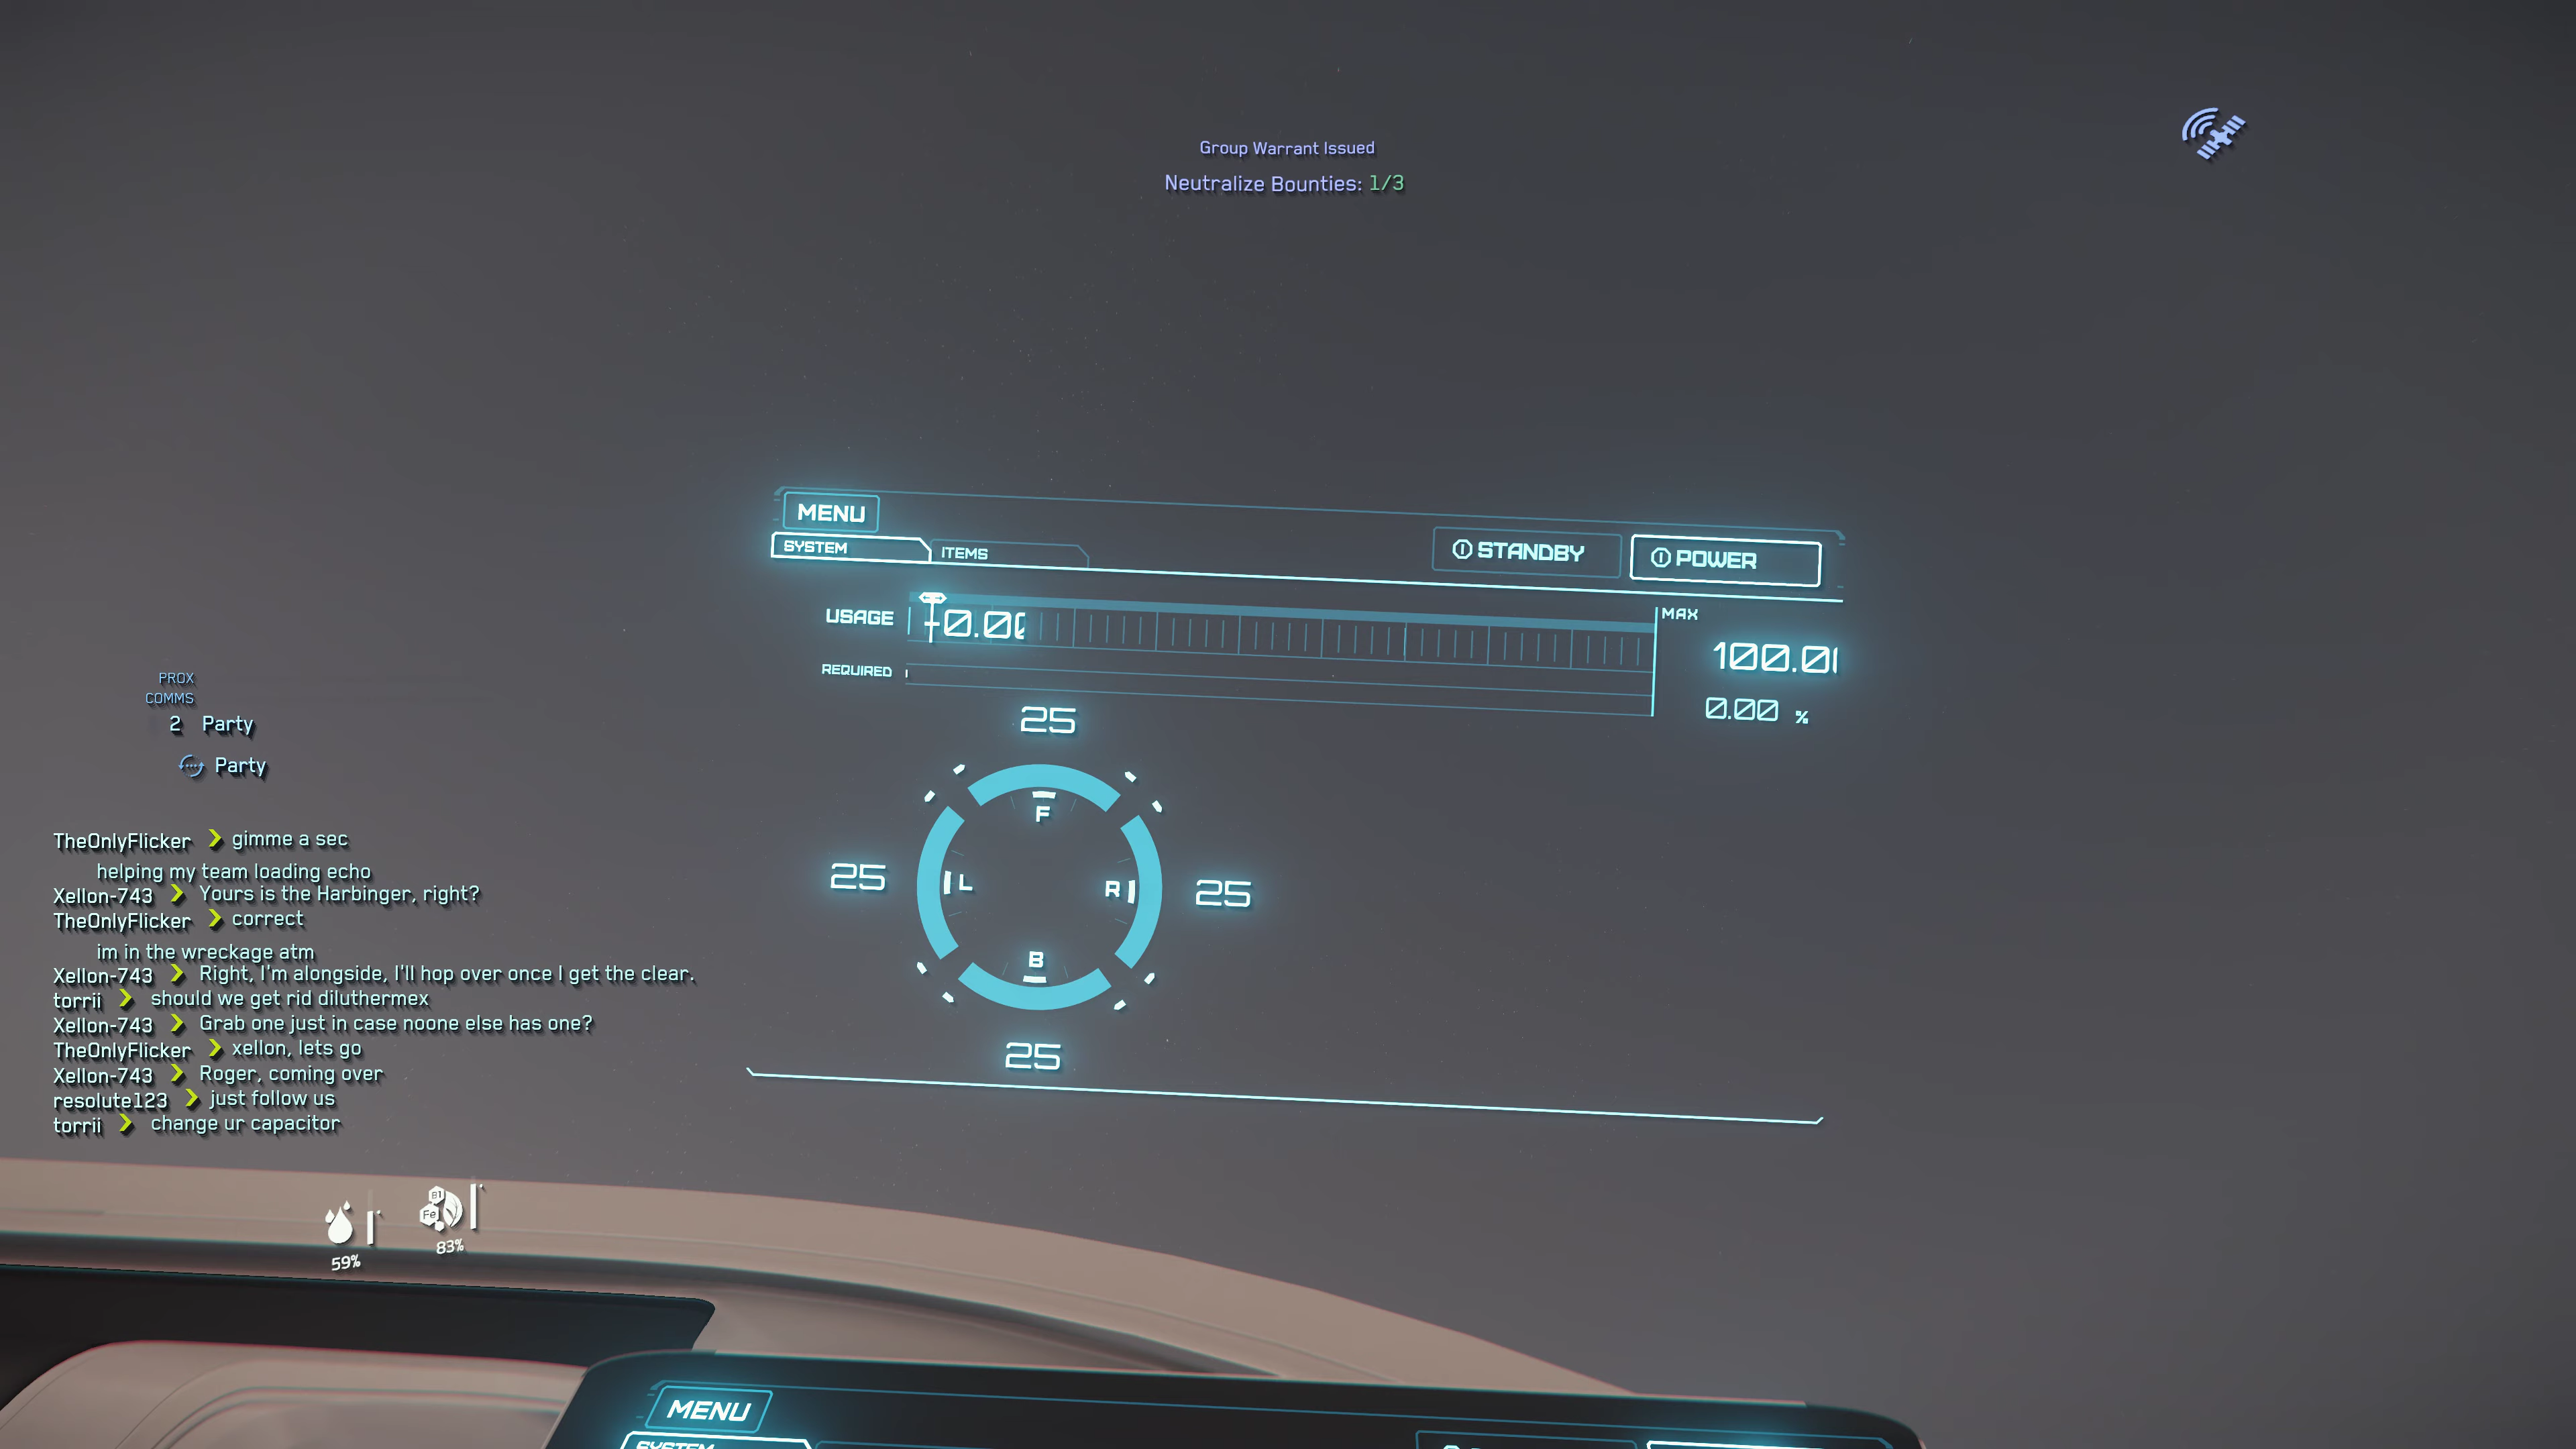 Group Warrant Issued
Neutralize Bounties: 1/3
MENU
SYSTEM ITEMS
STANDBY POWER
USAGE -0.00 MAX
100.0
REQUIRED 0.00 %
25
F
25 L R 25
B
25
PROX
COMMS
2 Party
Party
TheOnlyFlicker > gimme a sec
helping my team loading echo
Xellon-743 > Yours is the Harbinger, right?
TheOnlyFlicker > correct
im in the wreckage atm
Xellon-743 > Right, I'm alongside, I'll hop over once I get the clear.
torrii > should we get rid diluthermex
Xellon-743 > Grab one just in case noone else has one?
TheOnlyFlicker > xellon, lets go
Xellon-743 > Roger, coming over
resolute123 > just follow us
torrii > change ur capacitor
B1
Fe
59% 83%
MENU
SYSTEM